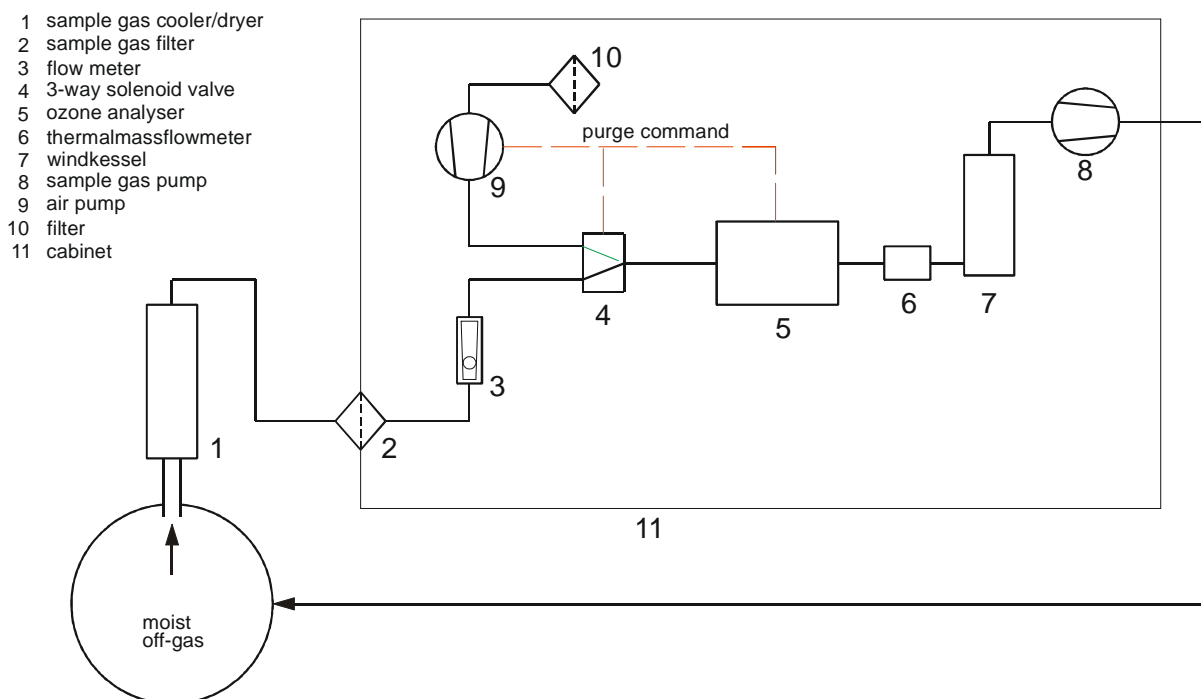 1 sample gas cooler/dryer
2 sample gas filter
3 flow meter
4 3-way solenoid valve
5 ozone analyser
6 thermalmassflowmeter
7 windkessel
8 sample gas pump
9 air pump
10 filter
11 cabinet
10
purge command
9
8
4
5
6
7
3
1
2
11
moist
off-gas